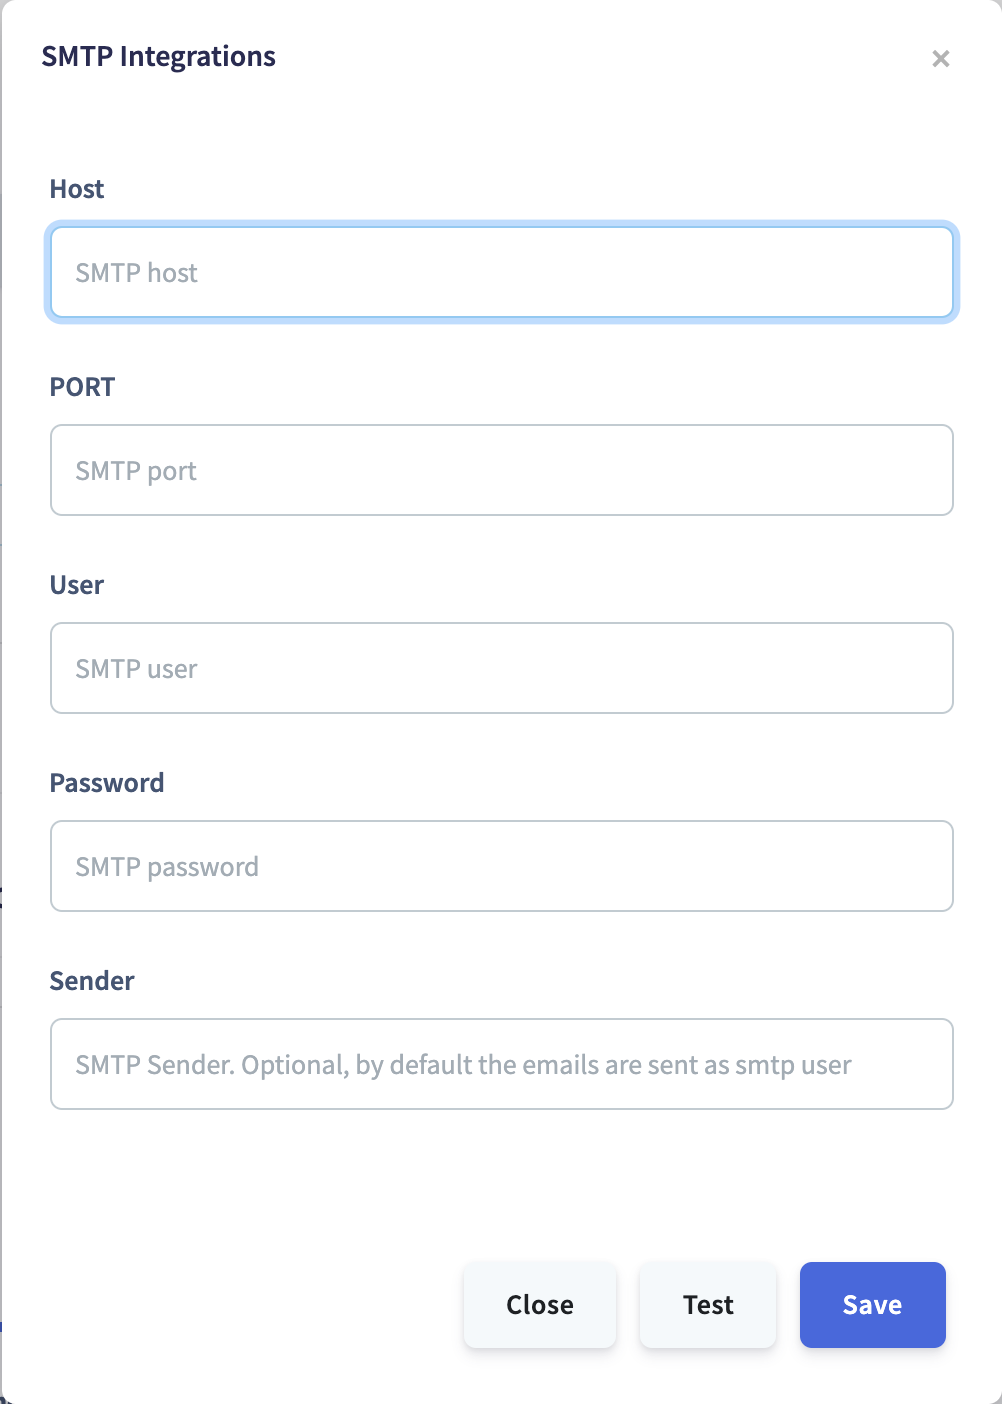 SMTP Integrations
×
Host
SMTP host
PORT
SMTP port
User
SMTP user
Password
SMTP password
Sender
SMTP Sender. Optional, by default the emails are sent as smtp user
Close Test Save